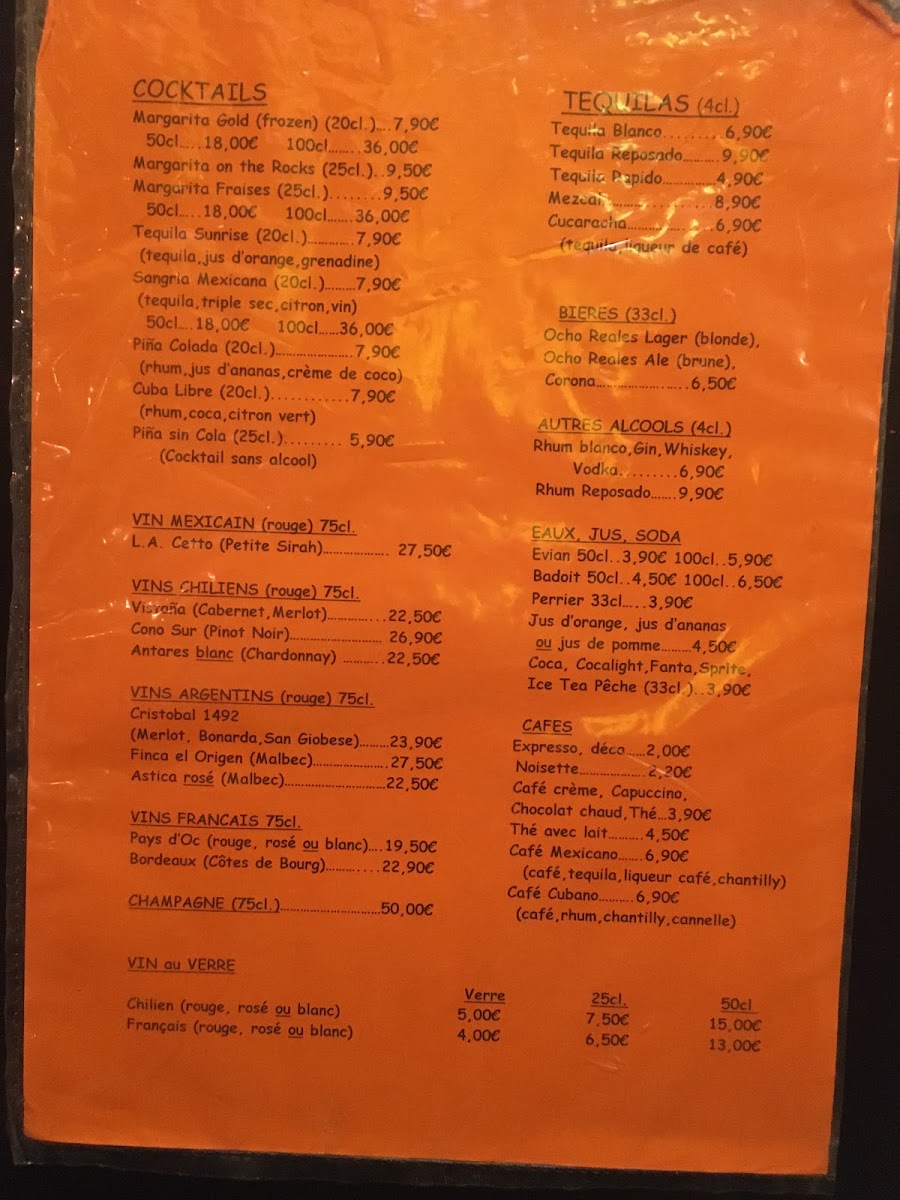 COCKTAILS
Margarita Gold (frozen) (20cl.)....7,90€
50cl.....18,00€ 100cl........36,00€
Margarita on the Rocks (25cl.)..9,50€
Margarita Fraises (25cl.)........9,50€
50cl.....18,00€ 100cl.......36,00€
Tequila Sunrise (20cl.)............7,90€
(tequila,jus d'orange,grenadine)
Sangria Mexicana (20cl.)........7,90€
(tequila,triple sec,citron,vin)
50cl....18,00€ 100cl......36,00€
Piña Colada (20cl.)......................7,90€
(rhum,jus d'ananas,crème de coco)
Cuba Libre (20cl.)............7,90€
(rhum,coca,citron vert)
Piña sin Cola (25cl.)......... 5,90€
(Cocktail sans alcool)
VIN MEXICAIN (rouge) 75cl.
L.A. Cetto (Petite Sirah)................... 27,50€
VINS CHILIENS (rouge) 75cl.
(Cabernet,Merlot)...............22,50€
Cono Sur (Pinot Noir).......................... 26,90€
Antares blanc (Chardonnay) ............22,50€
VINS ARGENTINS (rouge) 75cl.
Cristobal 1492
(Merlot, Bonarda,San Giobese).........23,90€
Finca el Origen (Malbec)......................27,50€
Astica rosé (Malbec).............................22,50€
VINS FRANCAIS 75cl.
Pays d'Oc (rouge, rosé ou blanc)....19,50€
Bordeaux (Côtes de Bourg)............22,90€
CHAMPAGNE (75cl.)............................50,00€
VIN au VERRE
Verre 25cl. 50cl
Chilien (rouge, rosé ou blanc) 5,00€ 7,50€ 15,00€
Français (rouge, rosé ou blanc) 4,00€ 6,50€ 13,00€
TEQUILAS (4cl.)
Tequila Blanco.........6,90€
Tequila Reposado..........9,90€
Tequila Rapido...............4,90€
Mezcal..................8,90€
Cucaracha...................6,90€
(tequila,liqueur de café)
BIERES (33cl.)
Ocho Reales Lager (blonde),
Ocho Reales Ale (brune),
Corona......................6,50€
AUTRES ALCOOLS (4cl.)
Rhum blanco,Gin,Whiskey,
Vodka..........6,90€
Rhum Reposado.......9,90€
EAUX, JUS, SODA
Evian 50cl..3,90€ 100cl..5,90€
Badoit 50cl..4,50€ 100cl..6,50€
Perrier 33cl.....3,90€
Jus d'orange, jus d'ananas
ou jus de pomme.........4,50€
Coca, Cocalight,Fanta,Sprite,
Ice Tea Pêche (33cl.)..3,90€
CAFES
Expresso, déco.....2,00€
Noisette...................2,20€
Café crème, Capuccino,
Chocolat chaud,Thé...3,90€
Thé avec lait..........4,50€
Café Mexicano.......6,90€
(café,tequila,liqueur café,chantilly)
Café Cubano..........6,90€
(café,rhum,chantilly,cannelle)